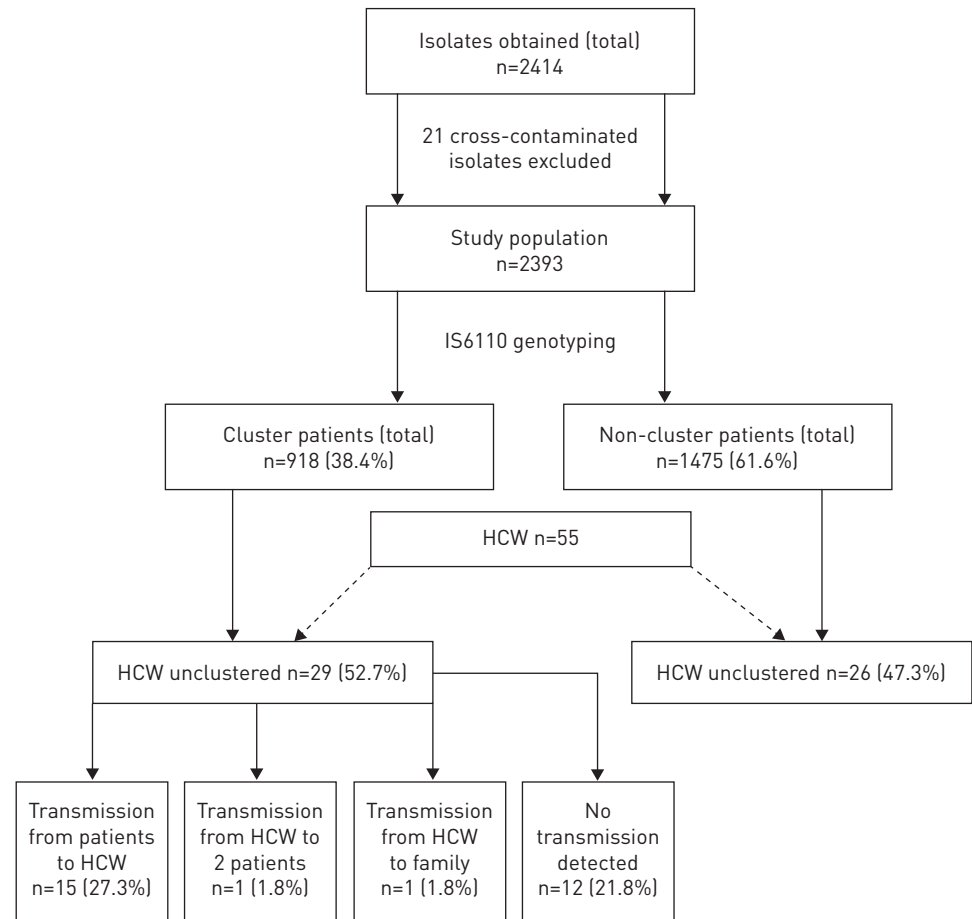 Isolates obtained (total)
n=2414
21 cross-contaminated
isolates excluded
Study population
n=2393
IS6110 genotyping
Cluster patients (total)
n=918 (38.4%)
Non-cluster patients (total)
n=1475 (61.6%)
HCW n=55
HCW unclustered n=29 (52.7%)
HCW unclustered n=26 (47.3%)
Transmission
from patients
to HCW
n=15 (27.3%)
Transmission
from HCW to
2 patients
n=1 (1.8%)
Transmission
from HCW
to family
n=1 (1.8%)
No
transmission
detected
n=12 (21.8%)